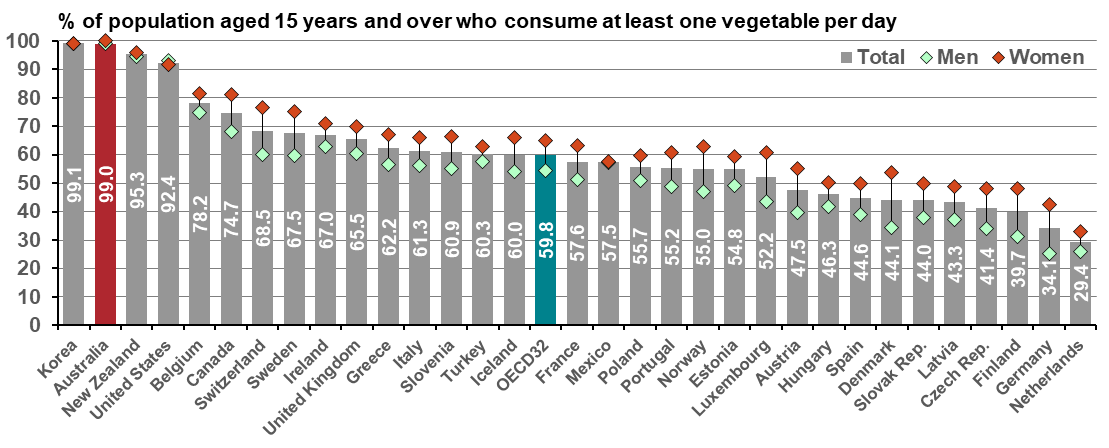 % of population aged 15 years and over who consume at least one vegetable per day
Total Men Women
100
90
80
70
60
50
40
30
20
10
0
99.1
99.0
95.3
92.4
78.2
74.7
68.5
67.5
67.0
65.5
62.2
61.3
60.9
60.3
60.0
59.8
57.6
57.5
55.7
55.2
55.0
54.8
52.2
47.5
46.3
44.6
44.1
44.0
43.3
41.4
39.7
34.1
29.4
Korea
Australia
New Zealand
United States
Belgium
Canada
Switzerland
Sweden
Ireland
United Kingdom
Greece
Italy
Slovenia
Turkey
Iceland
OECD32
France
Mexico
Poland
Portugal
Norway
Estonia
Luxembourg
Austria
Hungary
Spain
Denmark
Slovak Rep.
Latvia
Czech Rep.
Finland
Germany
Netherlands